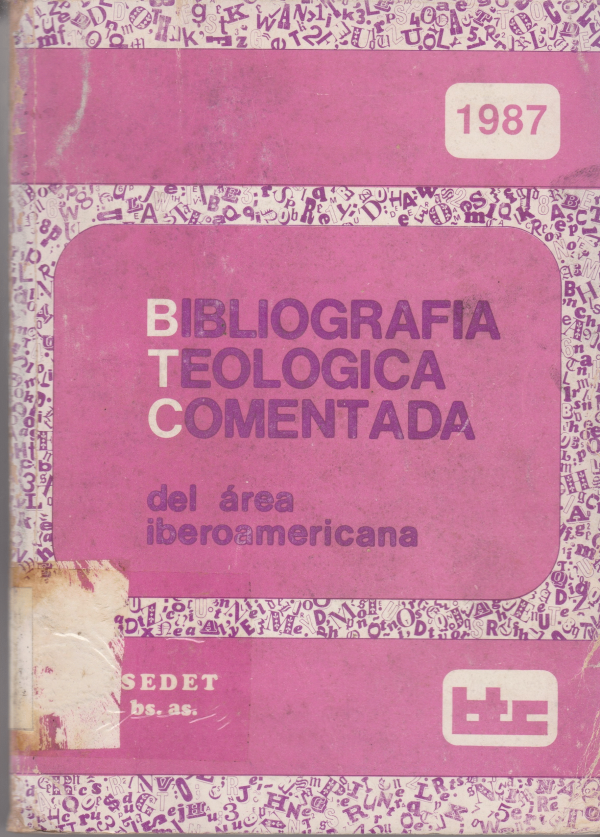 1987
BIBLIOGRAFIA
TEOLOGICA
COMENTADA
del área
iberoamericana
SEDET
bs. as.
btc